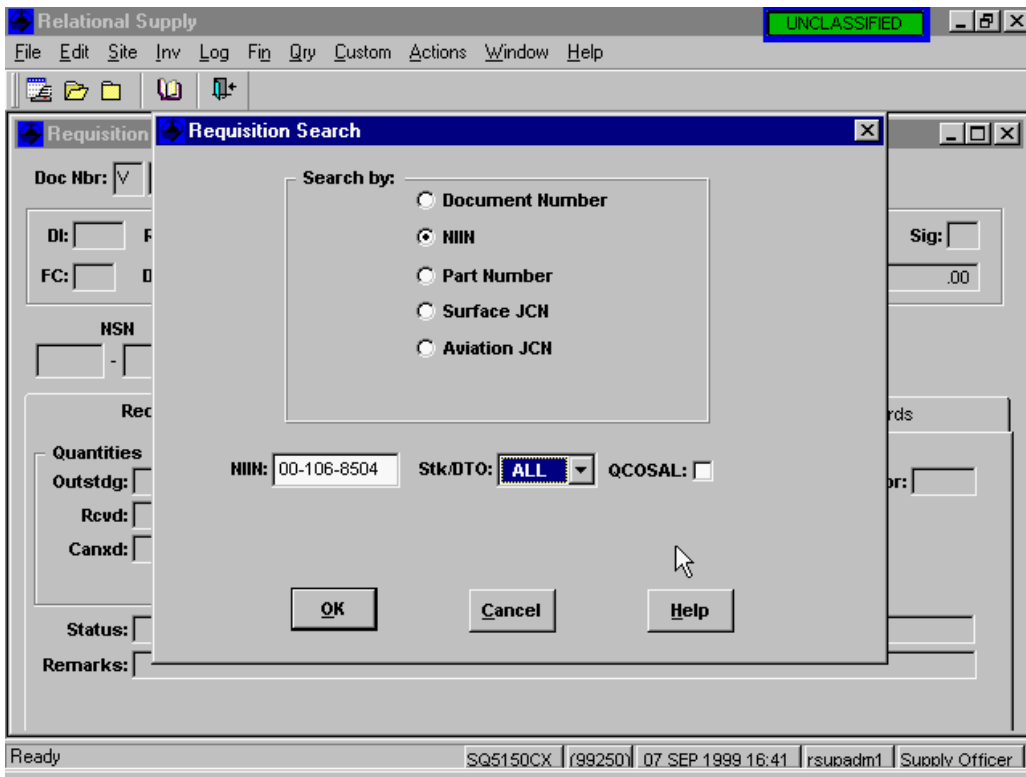 Relational Supply
UNCLASSIFIED
File Edit Site Inv Log Fin Qry Custom Actions Window Help
Requisition
Requisition Search
Doc Nbr: V
Search by:
Document Number
NIIN
Part Number
Surface JCN
Aviation JCN
DI:
Sig:
FC:
.00
NSN
-
Rec
rds
Quantities
NIIN: 00-106-8504 Stk/DTO: ALL QCOSAL:
Outstdg:
or:
Rcvd:
Canxd:
OK Cancel Help
Status:
Remarks:
Ready SQ5150CX (99250) 07 SEP 1999 16:41 rsupadm1 Supply Officer